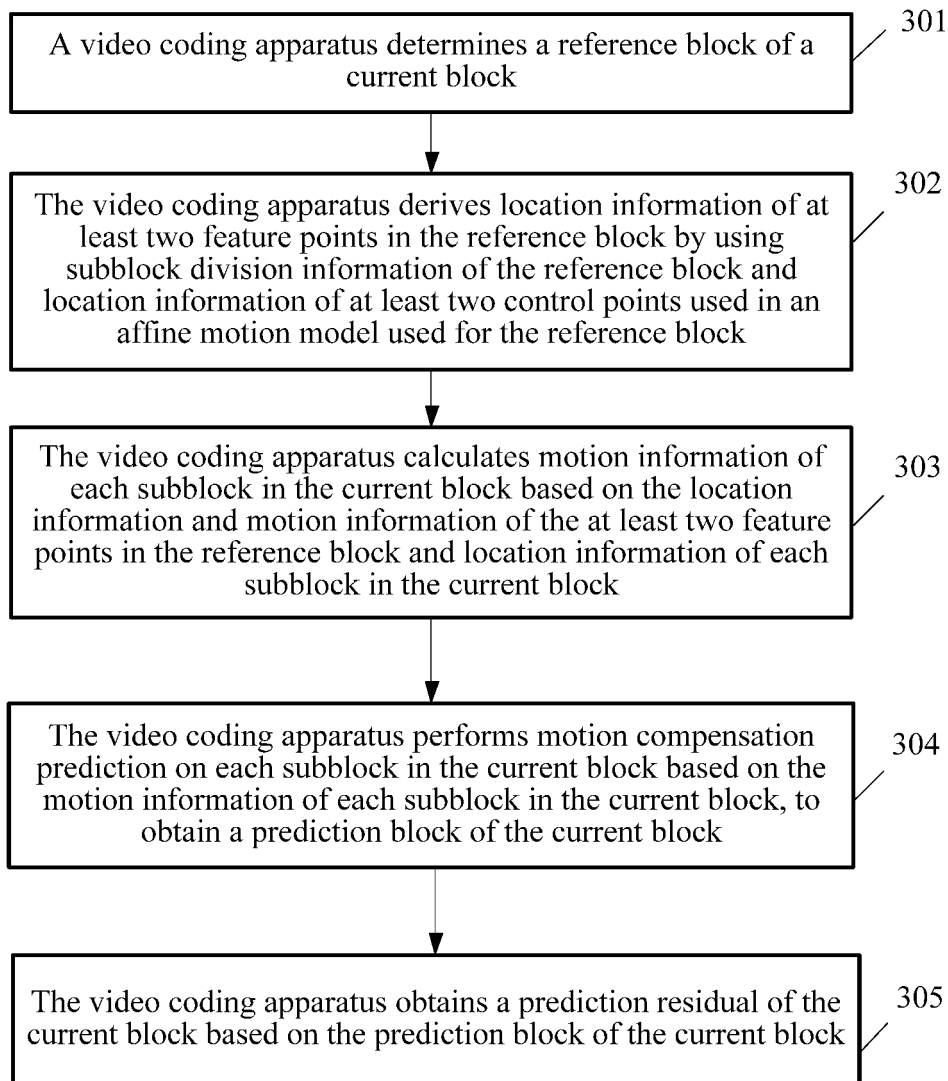 A video coding apparatus determines a reference block of a
current block
301
The video coding apparatus derives location information of at
least two feature points in the reference block by using
subblock division information of the reference block and
location information of at least two control points used in an
affine motion model used for the reference block
302
The video coding apparatus calculates motion information of
each subblock in the current block based on the location
information and motion information of the at least two feature
points in the reference block and location information of each
subblock in the current block
303
The video coding apparatus performs motion compensation
prediction on each subblock in the current block based on the
motion information of each subblock in the current block, to
obtain a prediction block of the current block
304
The video coding apparatus obtains a prediction residual of the
current block based on the prediction block of the current block
305